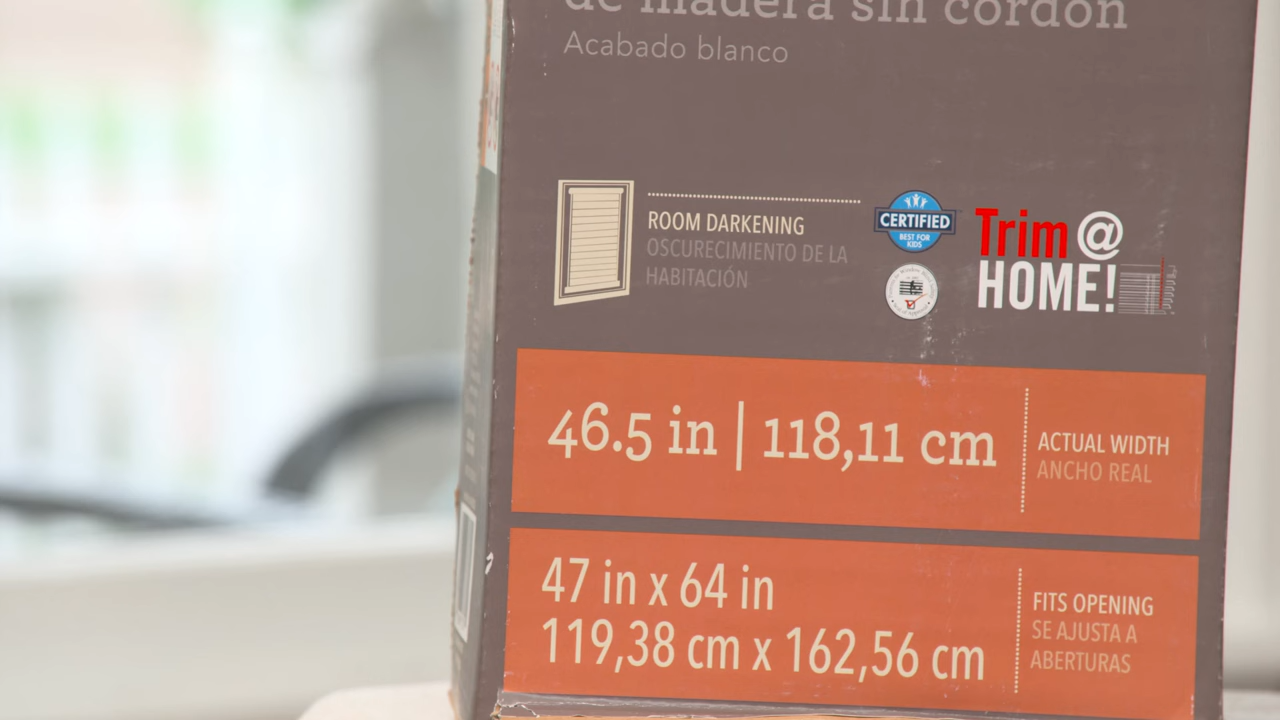 de madera sin cordón
Acabado blanco
ROOM DARKENING
OSCURECIMIENTO DE LA
HABITACIÓN
CERTIFIED
BEST FOR
KIDS
Trim @
HOME!
46.5 in | 118,11 cm
ACTUAL WIDTH
ANCHO REAL
47 in x 64 in
119,38 cm x 162,56 cm
FITS OPENING
SE AJUSTA A
ABERTURAS